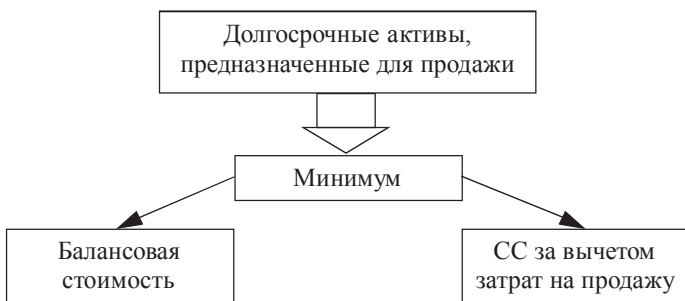 Долгосрочные активы,
предназначенные для продажи
Минимум
Балансовая
стоимость
СС за вычетом
затрат на продажу